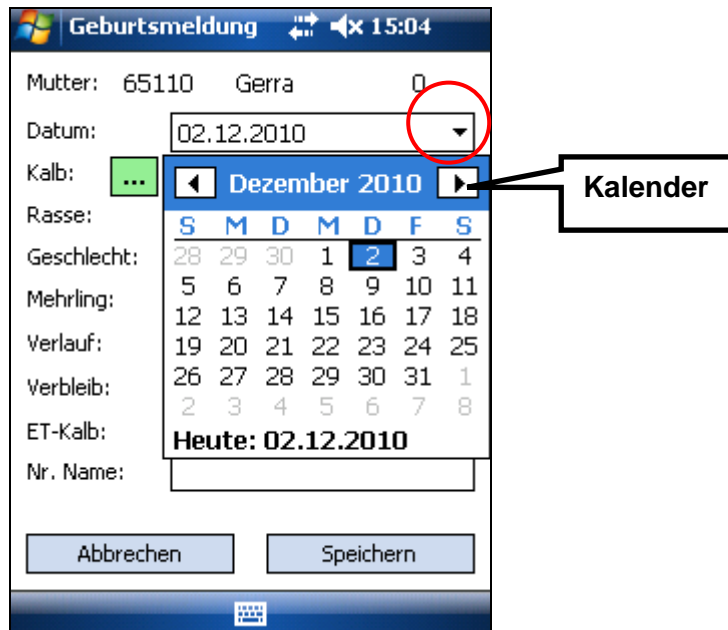 Geburtsmeldung 15:04
Mutter: 65110 Gerra 0
Datum: 02.12.2010
Kalb: ...
Dezember 2010
Kalender
Rasse:
S M D M D F S
Geschlecht: 28 29 30 1 2 3 4
Mehrling: 5 6 7 8 9 10 11
12 13 14 15 16 17 18
Verlauf: 19 20 21 22 23 24 25
Verbleib: 26 27 28 29 30 31 1
2 3 4 5 6 7 8
ET-Kalb: Heute: 02.12.2010
Nr. Name:
Abbrechen Speichern